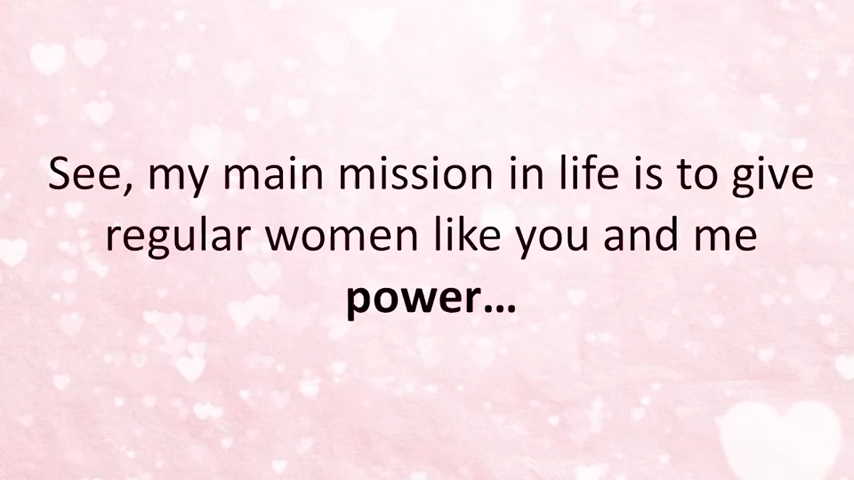 See, my main mission in life is to give
regular women like you and me
power...